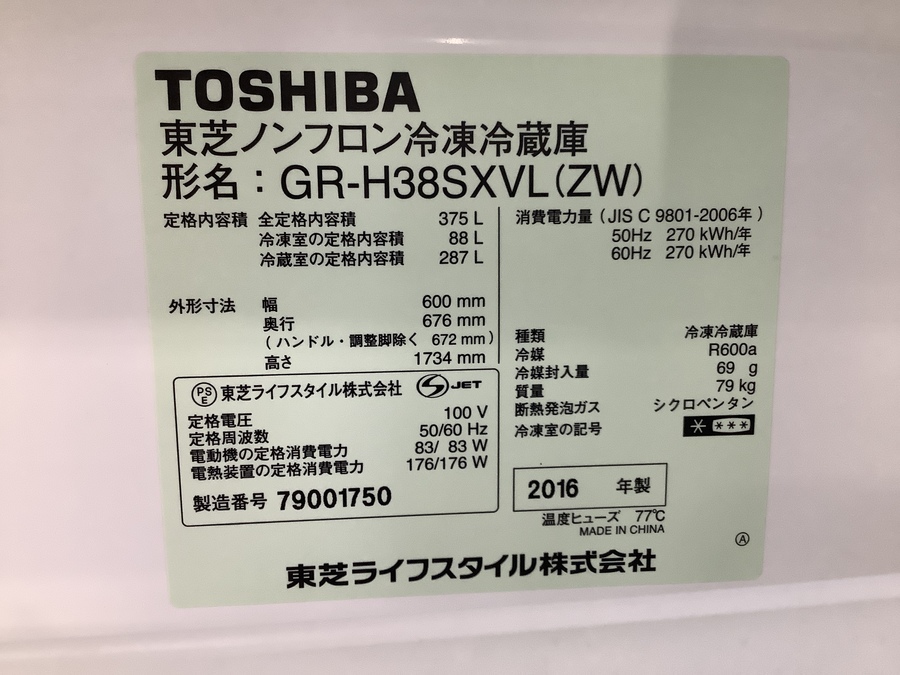 TOSHIBA
東芝ノンフロン冷凍冷蔵庫
形名：GR-H38SXVL(ZW)
定格内容積 全定格内容積 375 L
冷凍室の定格内容積 88 L
冷蔵室の定格内容積 287 L
外形寸法 幅 600 mm
奥行 676 mm
(ハンドル・調整脚除く 672 mm)
高さ 1734 mm
PSE 東芝ライフスタイル株式会社 S JET
定格電圧 100 V
定格周波数 50/60 Hz
電動機の定格消費電力 83/ 83 W
電熱装置の定格消費電力 176/176 W
製造番号 79001750
消費電力量 (JIS C 9801-2006年)
50Hz 270 kWh/年
60Hz 270 kWh/年
種類 冷凍冷蔵庫
冷媒 R600a
冷媒封入量 69 g
質量 79 kg
断熱発泡ガス シクロペンタン
冷凍室の記号 * ***
2016 年製
温度ヒューズ 77℃
MADE IN CHINA
Ⓐ
東芝ライフスタイル株式会社